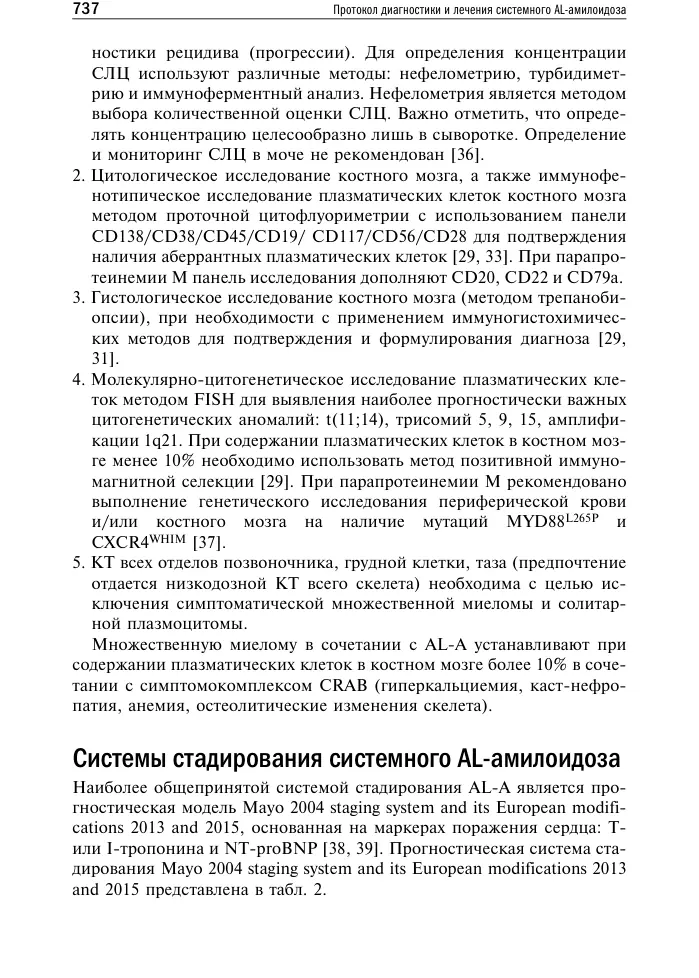 737 Протокол диагностики и лечения системного AL-амилоидоза
ностики рецидива (прогрессии). Для определения концентрации
СЛЦ используют различные методы: нефелометрию, турбидимет-
рию и иммуноферментный анализ. Нефелометрия является методом
выбора количественной оценки СЛЦ. Важно отметить, что опреде-
лять концентрацию целесообразно лишь в сыворотке. Определение
и мониторинг СЛЦ в моче не рекомендован [36].
2. Цитологическое исследование костного мозга, а также иммунофе-
нотипическое исследование плазматических клеток костного мозга
методом проточной цитофлуориметрии с использованием панели
CD138/CD38/CD45/CD19/ CD117/CD56/CD28 для подтверждения
наличия аберрантных плазматических клеток [29, 33]. При парапро-
теинемии М панель исследования дополняют CD20, CD22 и CD79a.
3. Гистологическое исследование костного мозга (методом трепаноби-
опсии), при необходимости с применением иммуногистохимичес-
ких методов для подтверждения и формулирования диагноза [29,
31].
4. Молекулярно-цитогенетическое исследование плазматических кле-
ток методом FISH для выявления наиболее прогностически важных
цитогенетических аномалий: t(11;14), трисомий 5, 9, 15, амплифи-
кации 1q21. При содержании плазматических клеток в костном моз-
ге менее 10% необходимо использовать метод позитивной иммуно-
магнитной селекции [29]. При парапротеинемии М рекомендовано
выполнение генетического исследования периферической крови
и/или костного мозга на наличие мутаций MYD88L265P и
CXCR4WHIM [37].
5. КТ всех отделов позвоночника, грудной клетки, таза (предпочтение
отдается низкодозной КТ всего скелета) необходима с целью ис-
ключения симптоматической множественной миеломы и солитар-
ной плазмоцитомы.
Множественную миелому в сочетании с AL-A устанавливают при
содержании плазматических клеток в костном мозге более 10% в соче-
тании с симптомокомплексом CRAB (гиперкальциемия, каст-нефро-
патия, анемия, остеолитические изменения скелета).
Системы стадирования системного AL-амилоидоза
Наиболее общепринятой системой стадирования AL-A является про-
гностическая модель Mayo 2004 staging system and its European modifi-
cations 2013 and 2015, основанная на маркерах поражения сердца: Т-
или I-тропонина и NT-proBNP [38, 39]. Прогностическая система ста-
дирования Mayo 2004 staging system and its European modifications 2013
and 2015 представлена в табл. 2.